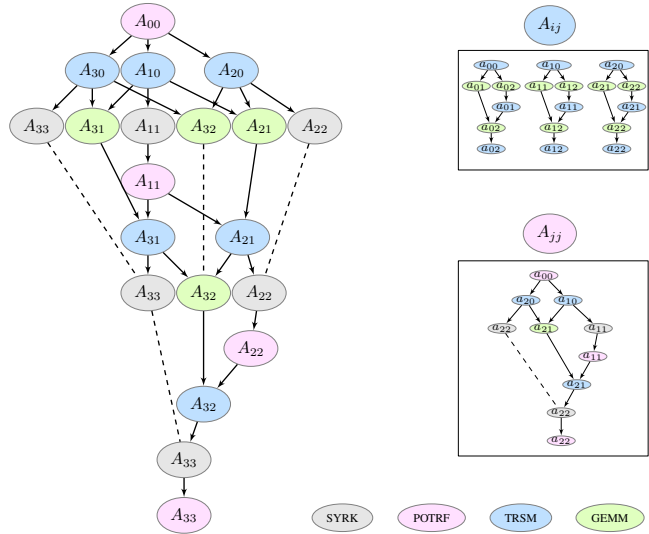 A00
A30 A10 A20
A33 A31 A11 A32 A21 A22
A11
A31 A21
A33 A32 A22
A22
A32
A33
A33
Aij
a00 a10 a20
a01 a02 a11 a12 a21 a22
a01 a11 a21
a02 a12 a22
a02 a12 a22
Ajj
a00
a20 a10
a22 a21 a11
a11
a21
a22
a22
SYRK POTRF TRSM GEMM